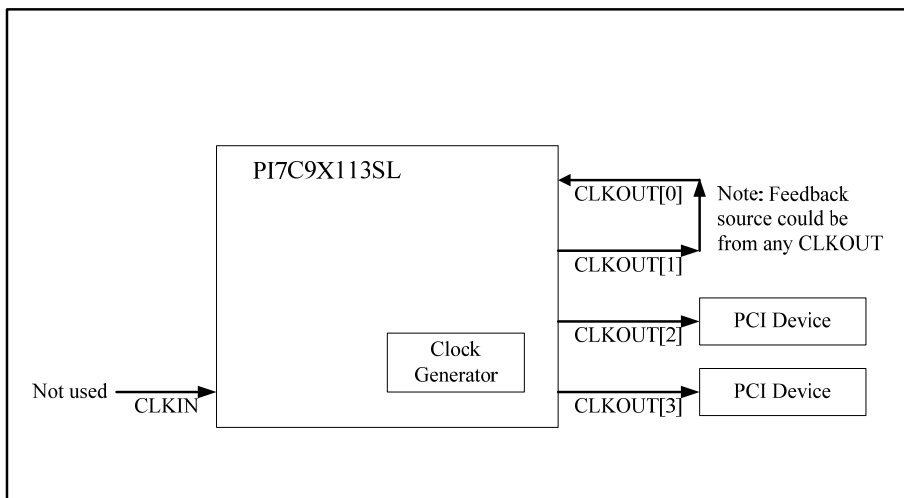 PI7C9X113SL
CLKOUT[0]
Note: Feedback
source could be
from any CLKOUT
CLKOUT[1]
CLKOUT[2]
PCI Device
Clock
Generator
Not used
CLKIN
CLKOUT[3]
PCI Device